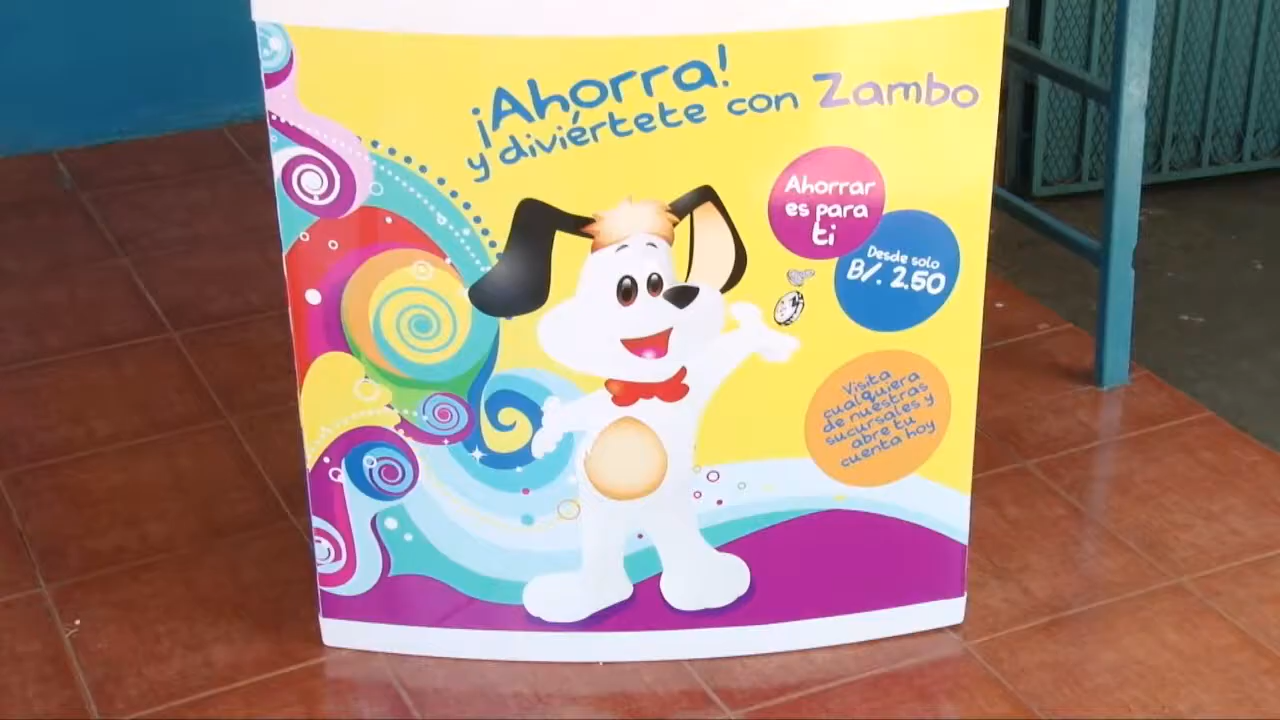 ¡Ahorra!
y diviértete con Zambo
Ahorrar
es para
ti
Desde solo
B/. 2.50
Visita
cualquiera
de nuestras
sucursales y
abre tu
cuenta hoy